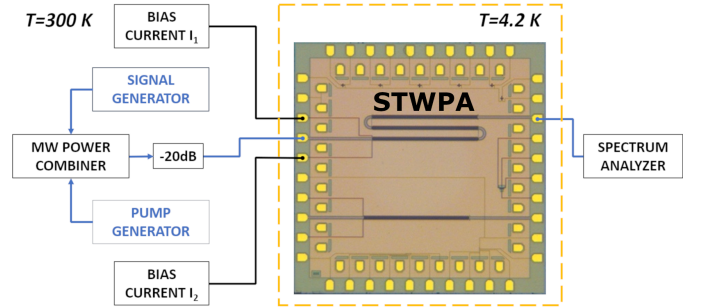 T=300 K
BIAS
CURRENT I₁
T=4.2 K
SIGNAL
GENERATOR
STWPA
MW POWER
COMBINER
-20dB
SPECTRUM
ANALYZER
PUMP
GENERATOR
BIAS
CURRENT I₂